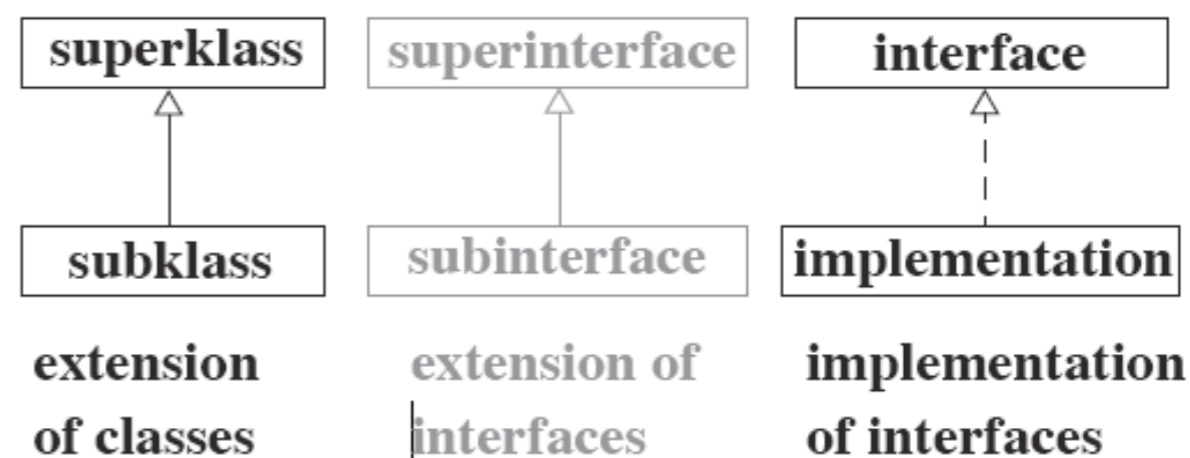 superklass superinterface interface
subklass subinterface implementation
extension extension of implementation
of classes interfaces of interfaces